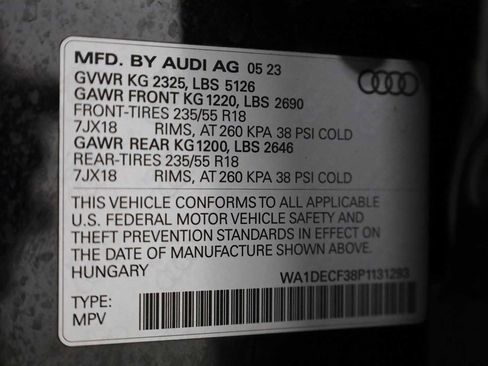 MFD. BY AUDI AG 05 23
GVWR KG 2325, LBS 5126
GAWR FRONT KG 1220, LBS 2690
FRONT-TIRES 235/55 R18
7JX18 RIMS, AT 260 KPA 38 PSI COLD
GAWR REAR KG 1200, LBS 2646
REAR-TIRES 235/55 R18
7JX18 RIMS, AT 260 KPA 38 PSI COLD
THIS VEHICLE CONFORMS TO ALL APPLICABLE
U.S. FEDERAL MOTOR VEHICLE SAFETY AND
THEFT PREVENTION STANDARDS IN EFFECT ON
THE DATE OF MANUFACTURE SHOWN ABOVE.
HUNGARY
WA1DECF38P1131293
TYPE:
MPV